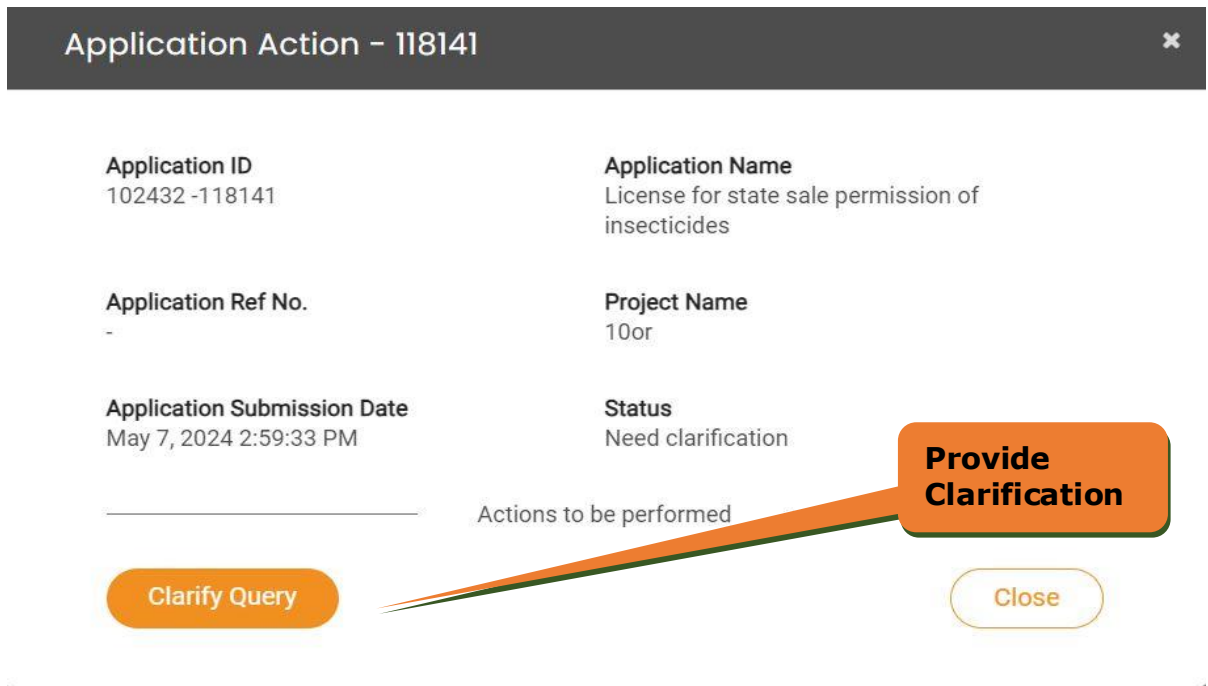 Application Action - 118141
Application ID
102432 -118141
Application Name
License for state sale permission of
insecticides
Application Ref No.
-
Project Name
10or
Application Submission Date
May 7, 2024 2:59:33 PM
Status
Need clarification
Provide
Clarification
Actions to be performed
Clarify Query
Close